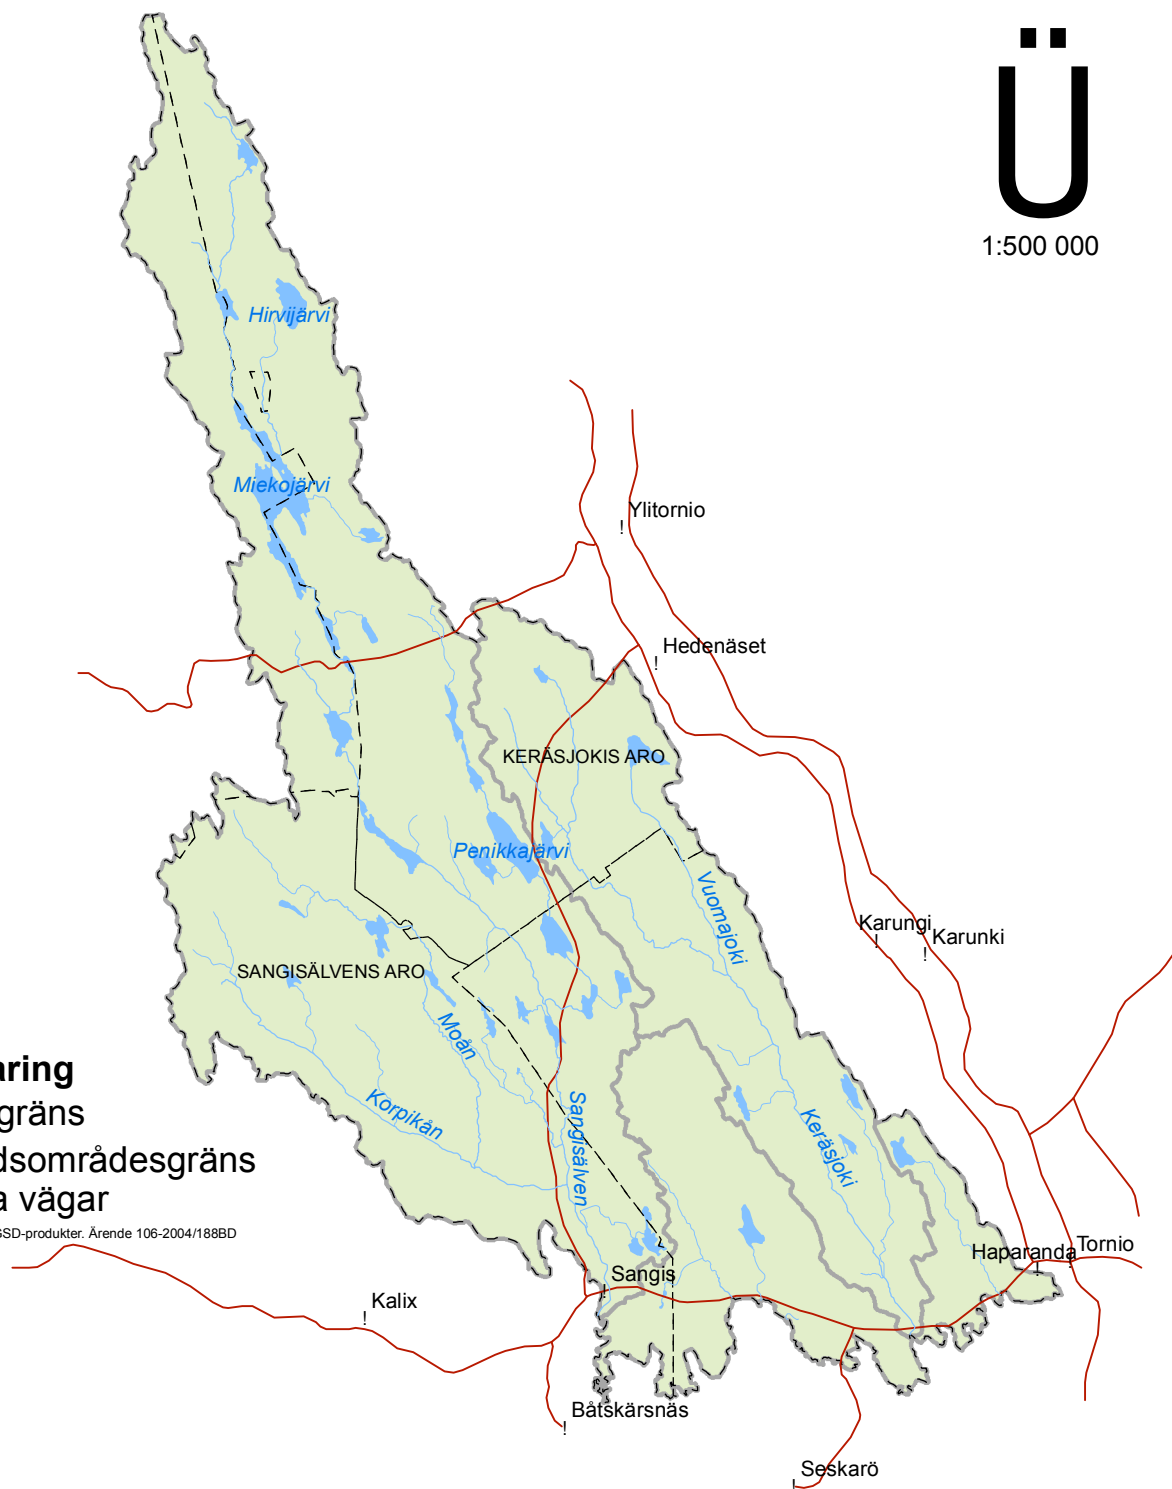 Ü
1:500 000
Hirvijärvi
Miekojärvi
Ylitornio
Hedenäset
KERÄSJOKIS ARO
Penikkajärvi
Vuomajoki
Karungi
Karunki
SANGISÄLVENS ARO
Moån
Korpikån
Sangisälven
Keräsjoki
aring
gräns
dsområdesgräns
a vägar
GSD-produkter. Ärende 106-2004/188BD
Haparanda
Tornio
Sangis
Kalix
Båtskärsnäs
Seskarö